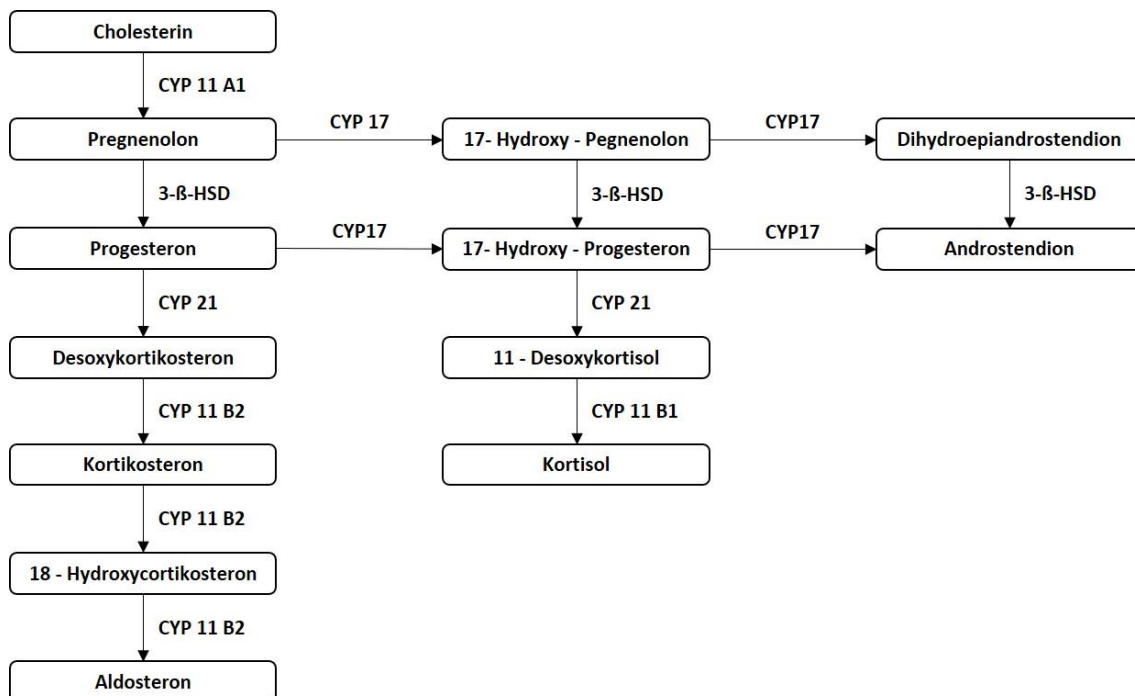 Cholesterin
CYP 11 A1
CYP 17
CYP17
Pregnenolon
17- Hydroxy - Pegnenolon
Dihydroepiandrostendion
3-ß-HSD
3-ß-HSD
3-ß-HSD
CYP17
CYP17
Progesteron
17- Hydroxy - Progesteron
Androstendion
CYP 21
CYP 21
Desoxykortikosteron
11 - Desoxykortisol
CYP 11 B2
CYP 11 B1
Kortikosteron
Kortisol
CYP 11 B2
18 - Hydroxycortikosteron
CYP 11 B2
Aldosteron